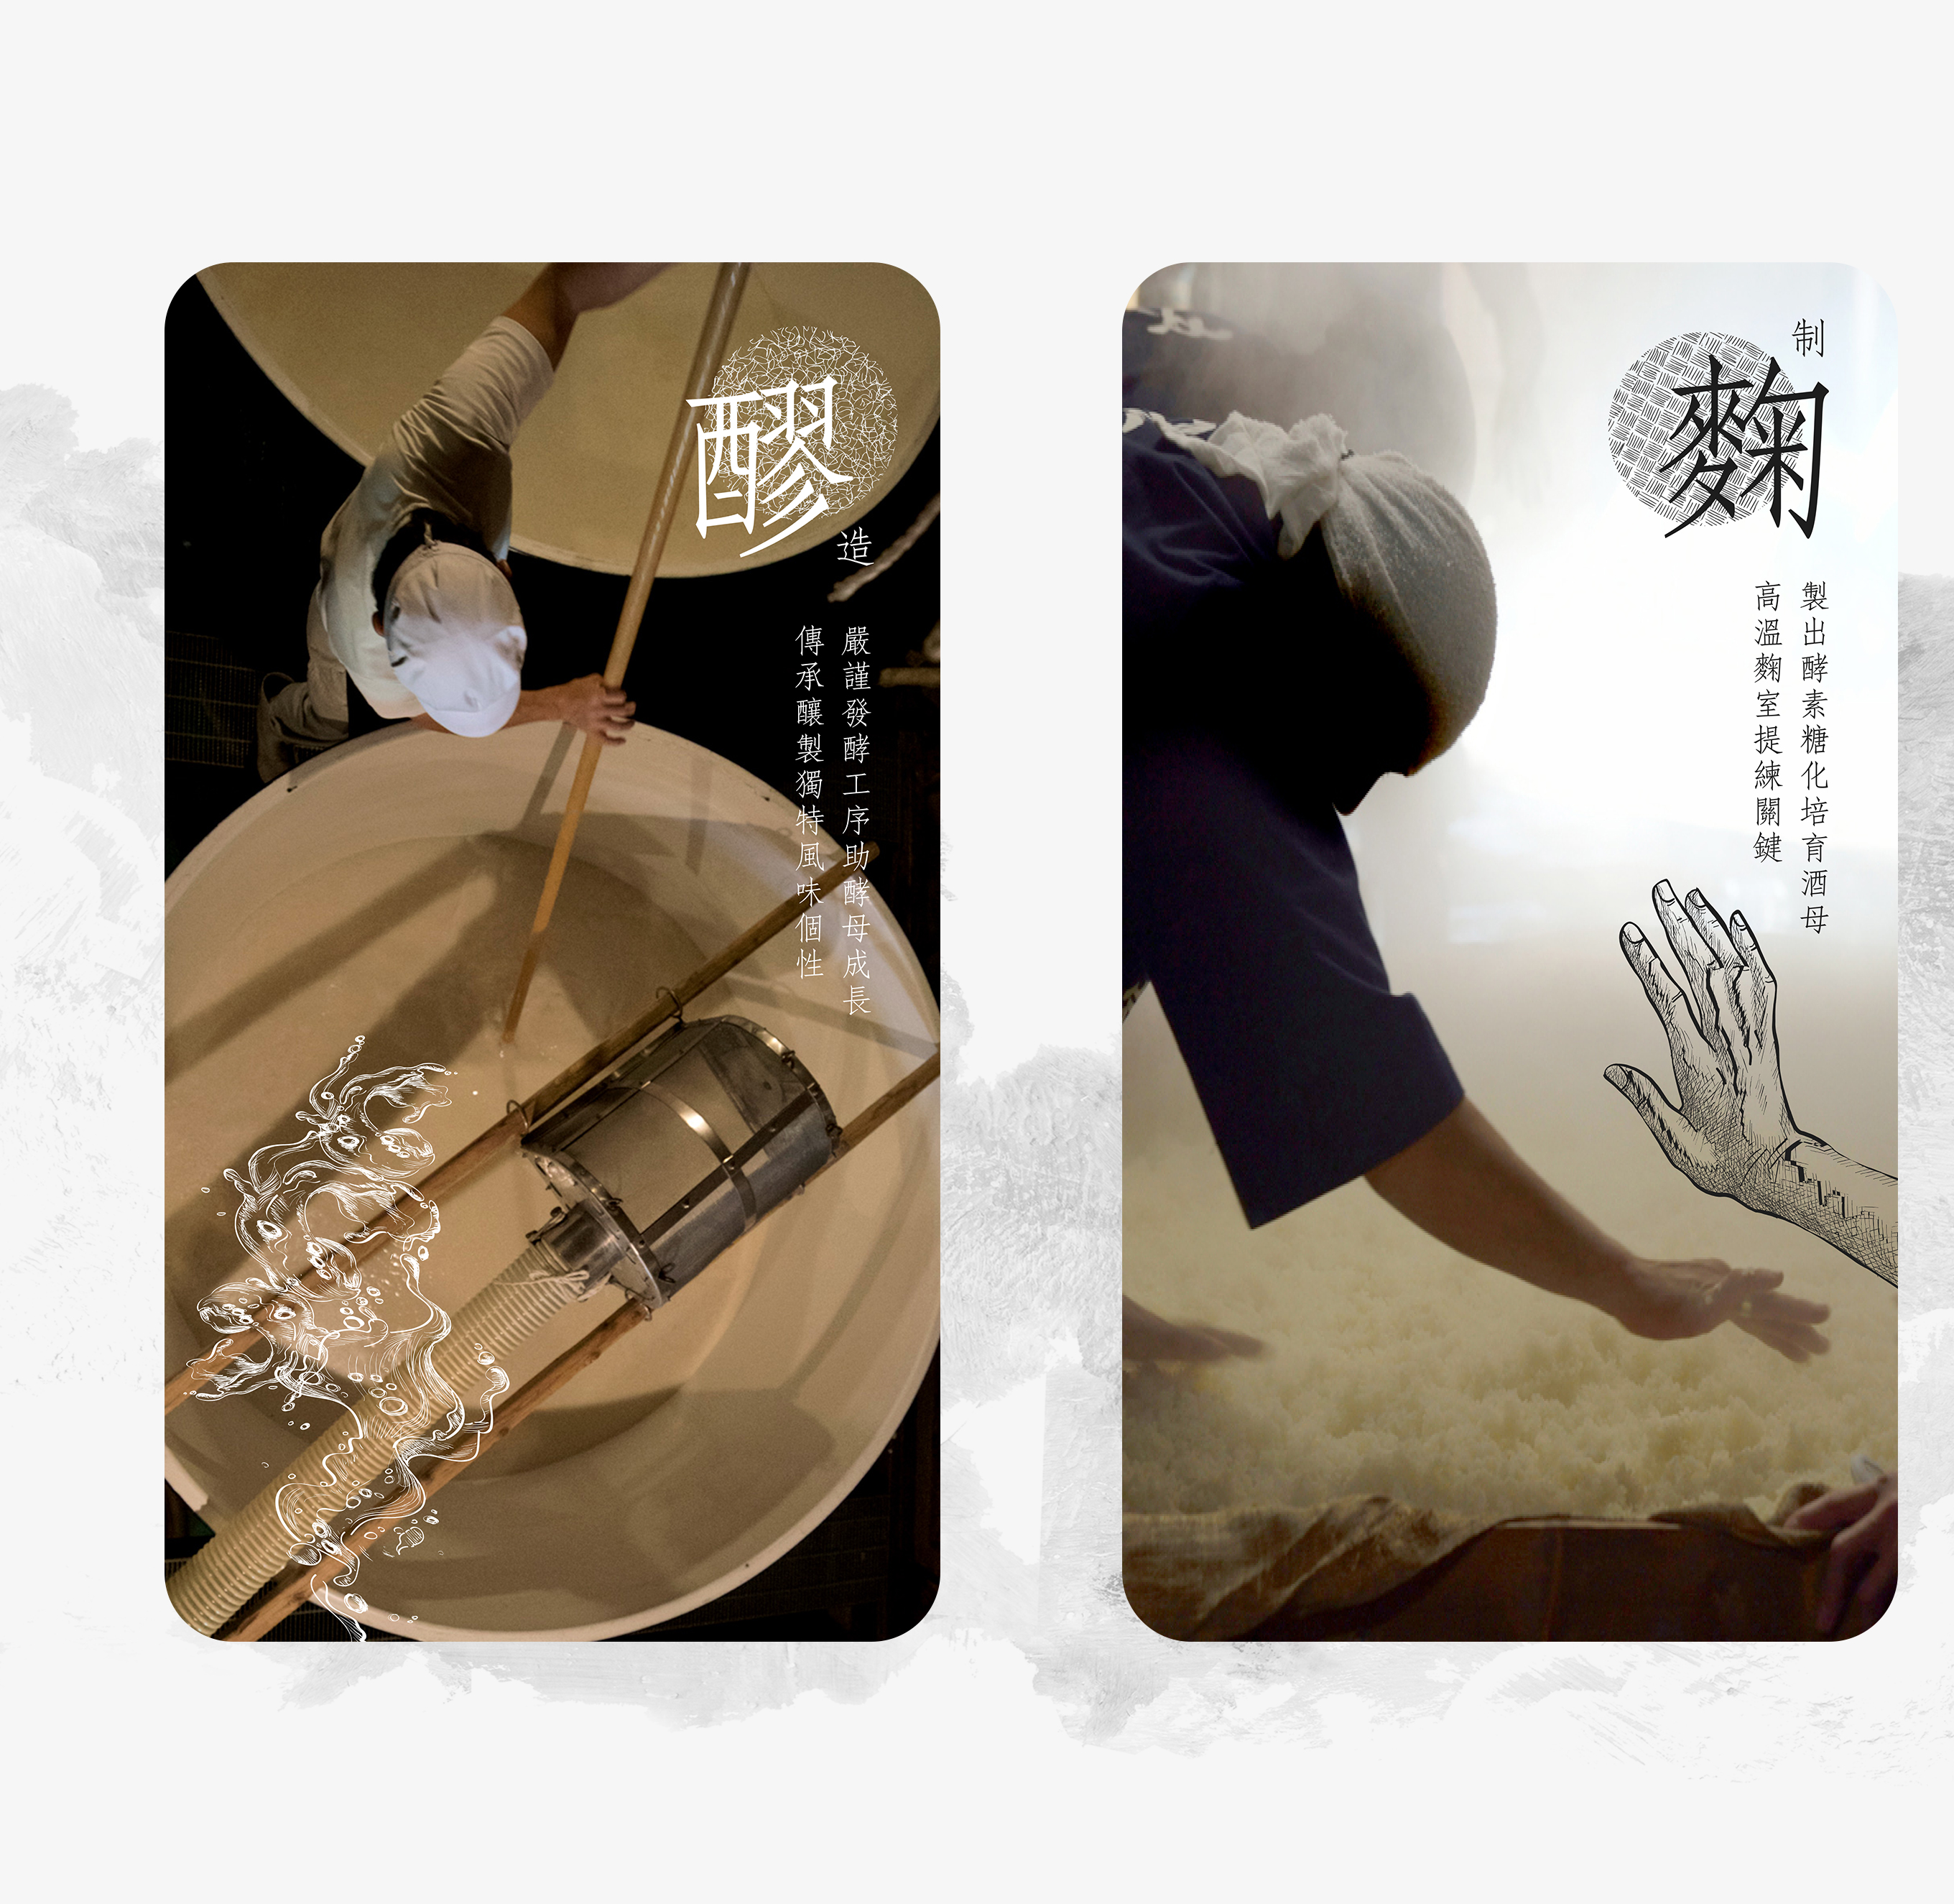 制
麴
製出酵素糖化培育酒母
高溫麴室提練關鍵
醪
造
嚴謹發酵工序助酵母成長
傳承釀製獨特風味個性